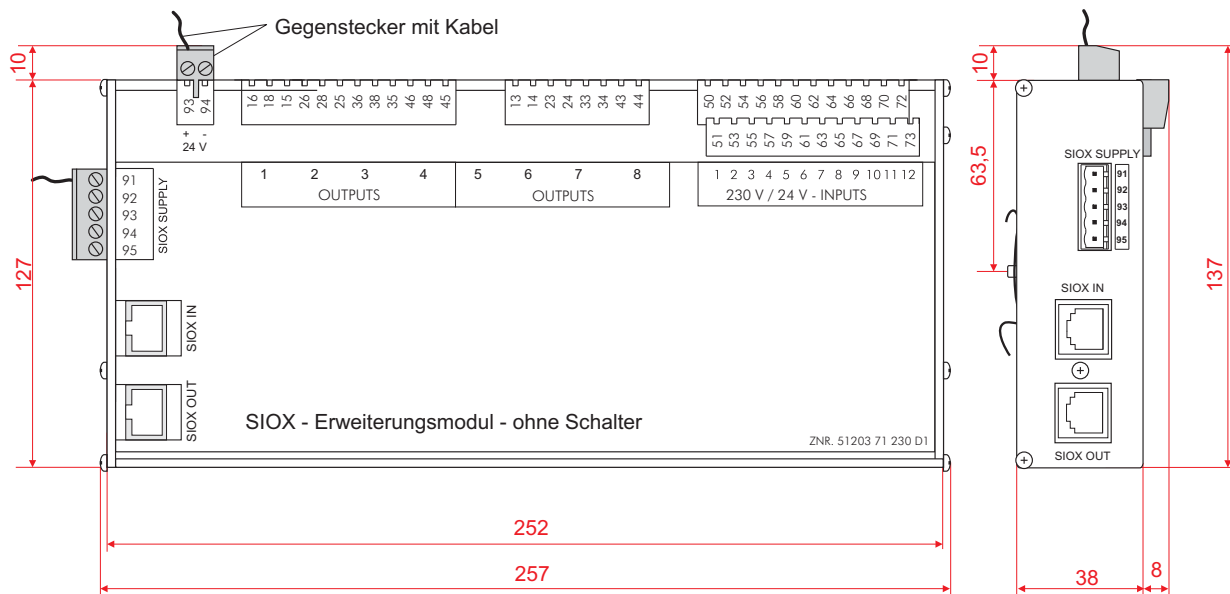 Gegenstecker mit Kabel
10
127
93 94
+ -
24 V
16 18 15 26 28 25 36 38 35 46 48 45
13 14 23 24 33 34 43 44
50 52 54 56 58 60 62 64 66 68 70 72
51 53 55 57 59 61 63 65 67 69 71 73
1 2 3 4
OUTPUTS
5 6 7 8
OUTPUTS
1 2 3 4 5 6 7 8 9 10 11 12
230 V / 24 V - INPUTS
91
92
93
94
95
SIOX SUPPLY
SIOX IN
SIOX OUT
SIOX - Erweiterungsmodul - ohne Schalter
ZNR. 51203 71 230 D1
252
257
10
63,5
137
SIOX SUPPLY
91
92
93
94
95
SIOX IN
SIOX OUT
38
8